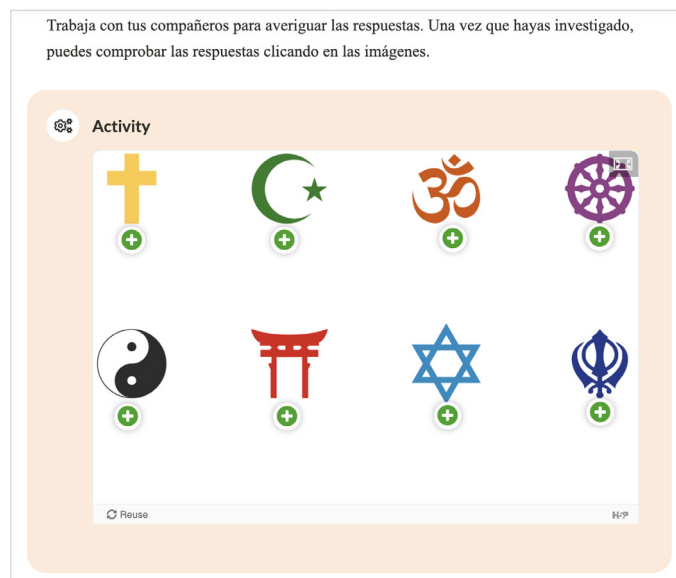 Trabaja con tus compañeros para averiguar las respuestas. Una vez que hayas investigado,
puedes comprobar las respuestas clicando en las imágenes.
Activity
ॐ
Reuse
H5P